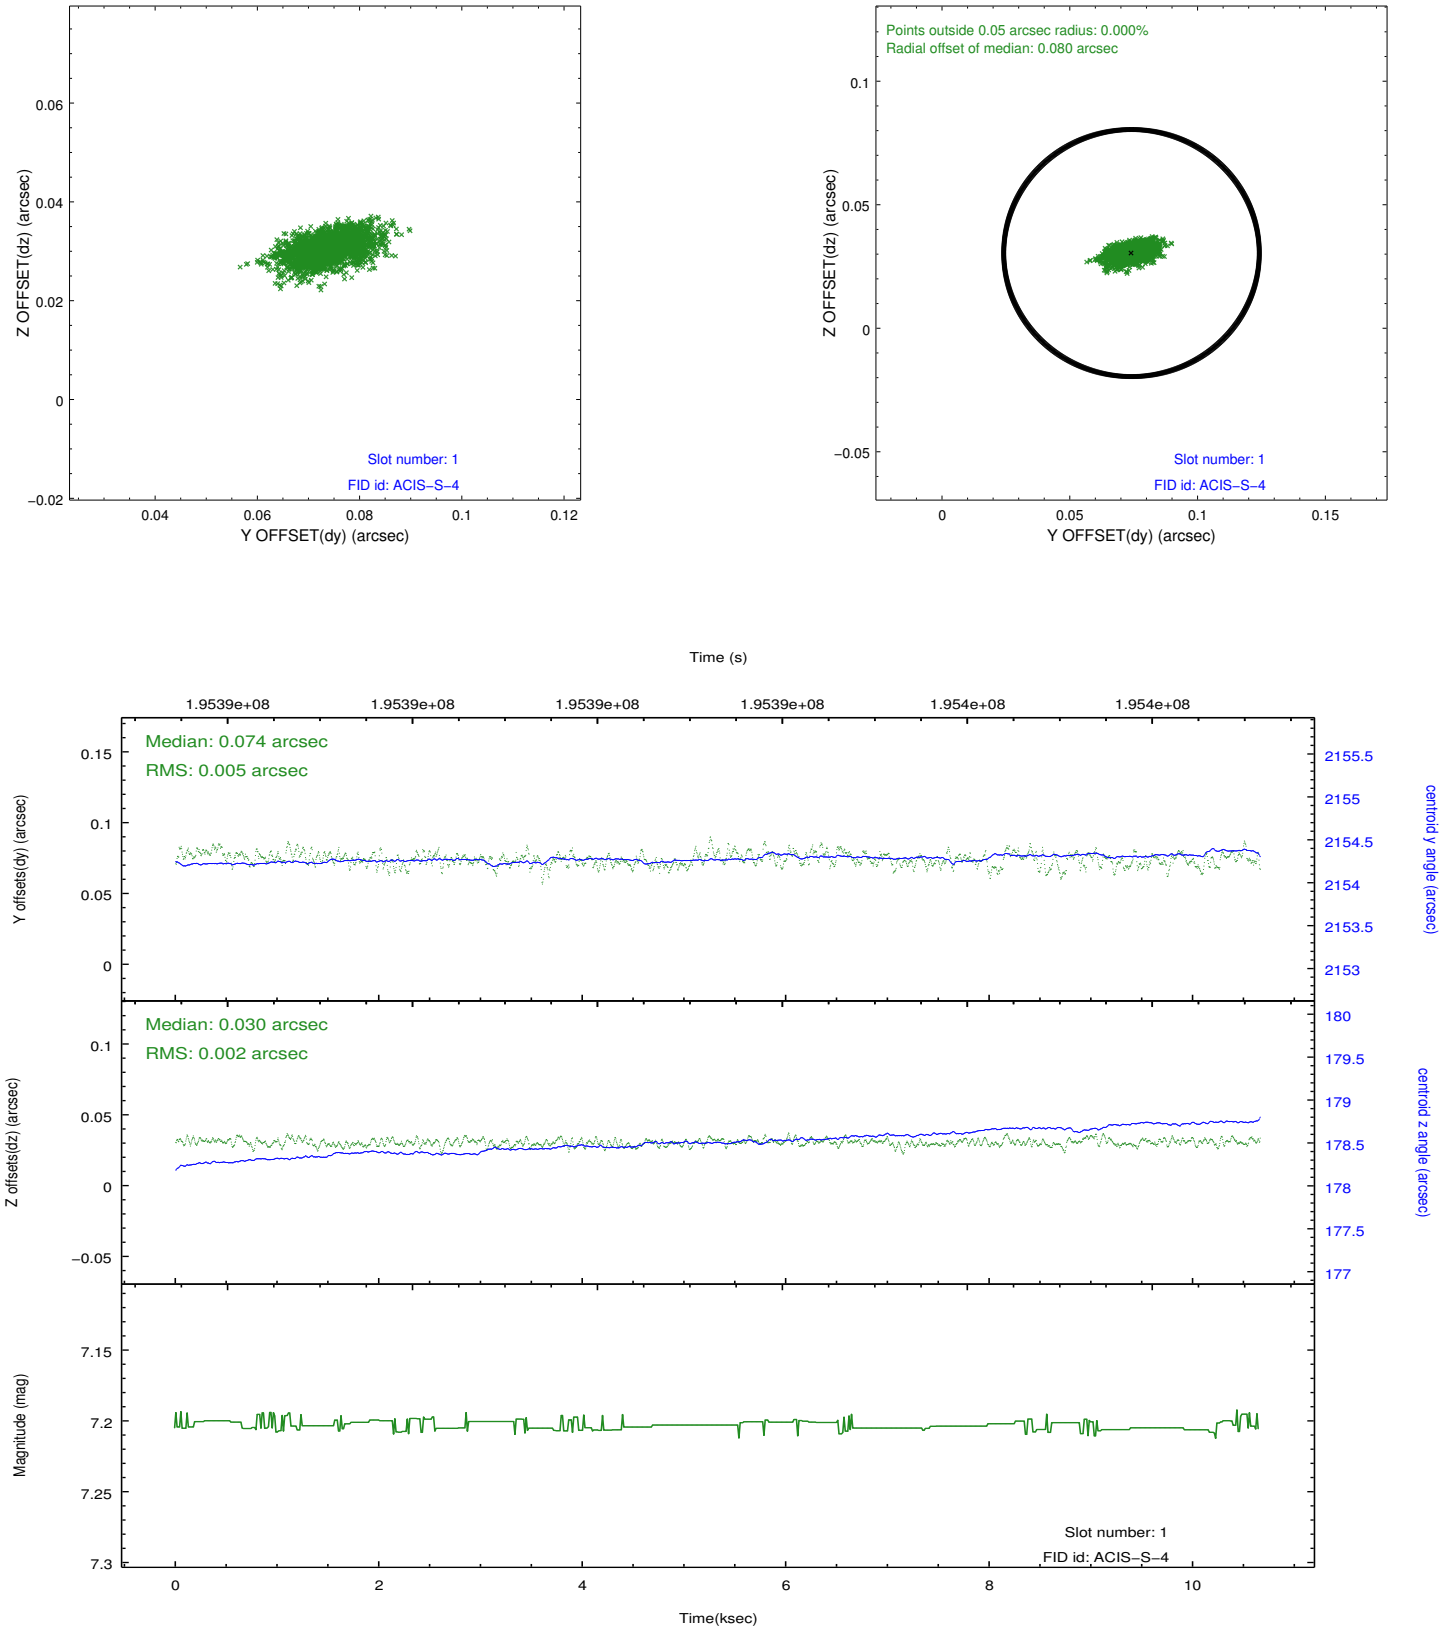 0.06
0.04
0.02
0
−0.02
Z OFFSET(dz) (arcsec)
Slot number: 1
FID id: ACIS−S−4
0.04 0.06 0.08 0.1 0.12
Y OFFSET(dy) (arcsec)
Points outside 0.05 arcsec radius: 0.000%
Radial offset of median: 0.080 arcsec
0.1
0.05
0
−0.05
Z OFFSET(dz) (arcsec)
Slot number: 1
FID id: ACIS−S−4
0 0.05 0.1 0.15
Y OFFSET(dy) (arcsec)
Time (s)
1.9539e+08 1.9539e+08 1.9539e+08 1.9539e+08 1.954e+08 1.954e+08
Median: 0.074 arcsec
RMS: 0.005 arcsec
0.15
0.1
0.05
0
Y offsets(dy) (arcsec)
2155.5
2155
2154.5
2154
2153.5
2153
centroid y angle (arcsec)
Median: 0.030 arcsec
RMS: 0.002 arcsec
0.1
0.05
0
−0.05
Z offsets(dz) (arcsec)
180
179.5
179
178.5
178
177.5
177
centroid z angle (arcsec)
7.15
7.2
7.25
7.3
Magnitude (mag)
Slot number: 1
FID id: ACIS−S−4
0 2 4 6 8 10
Time(ksec)